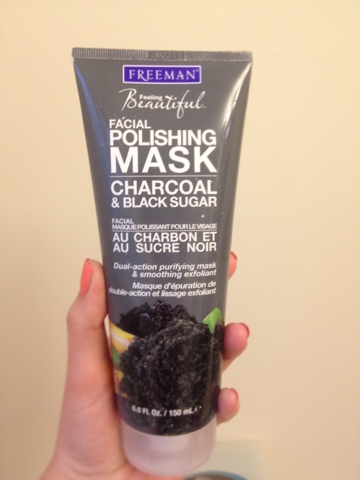 FREEMAN
Feeling
Beautiful
FACIAL
POLISHING
MASK
CHARCOAL
& BLACK SUGAR
FACIAL
MASQUE POLISSANT POUR LE VISAGE
AU CHARBON ET
AU SUCRE NOIR
Dual-action purifying mask
& smoothing exfoliant
Masque d'épuration de
double-action et lissage exfoliant
6.0 Fl. Oz. / 150 mL e